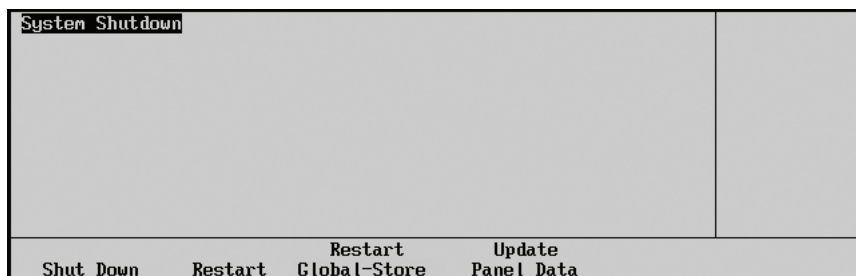 System Shutdown
Restart Update
Shut Down Restart Global-Store Panel Data